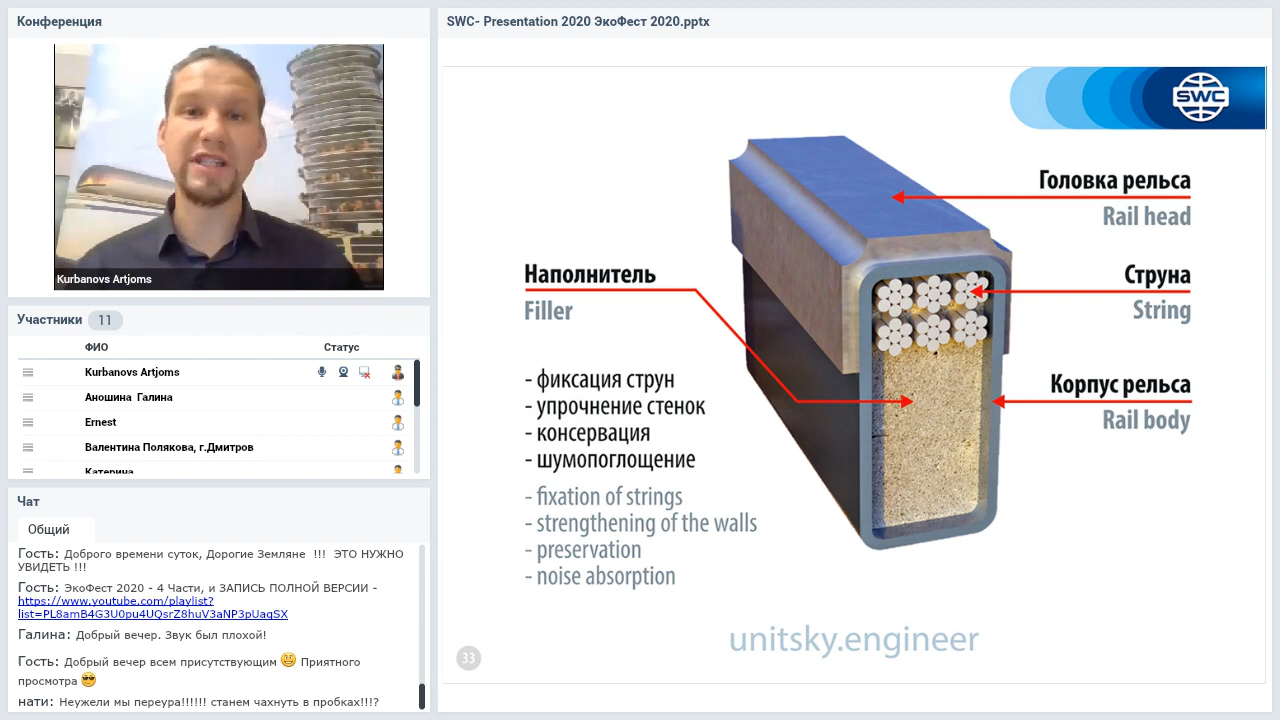 Конференция
Kurbanovs Artjoms
Участники 11
ФИО Статус
Kurbanovs Artjoms
Аношина Галина
Ernest
Валентина Полякова, г.Дмитров
Катерина
Чат
Общий
Гость: Доброго времени суток, Дорогие Земляне !!! ЭТО НУЖНО
УВИДЕТЬ !!!
Гость: ЭкоФест 2020 - 4 Части, и ЗАПИСЬ ПОЛНОЙ ВЕРСИИ -
https://www.youtube.com/playlist?
list=PL8amB4G3U0pu4UQsrZ8huV3aNP3pUaqSX
Галина: Добрый вечер. Звук был плохой!
Гость: Добрый вечер всем присутствующим Приятного
просмотра
нати: Неужели мы переура!!!!!! станем чахнуть в пробках!!!?
SWC- Presentation 2020 ЭкоФест 2020.pptx
SWC
Головка рельса
Rail head
Наполнитель
Filler
Струна
String
Корпус рельса
Rail body
- фиксация струн
- упрочнение стенок
- консервация
- шумопоглощение
- fixation of strings
- strengthening of the walls
- preservation
- noise absorption
unitsky.engineer
33